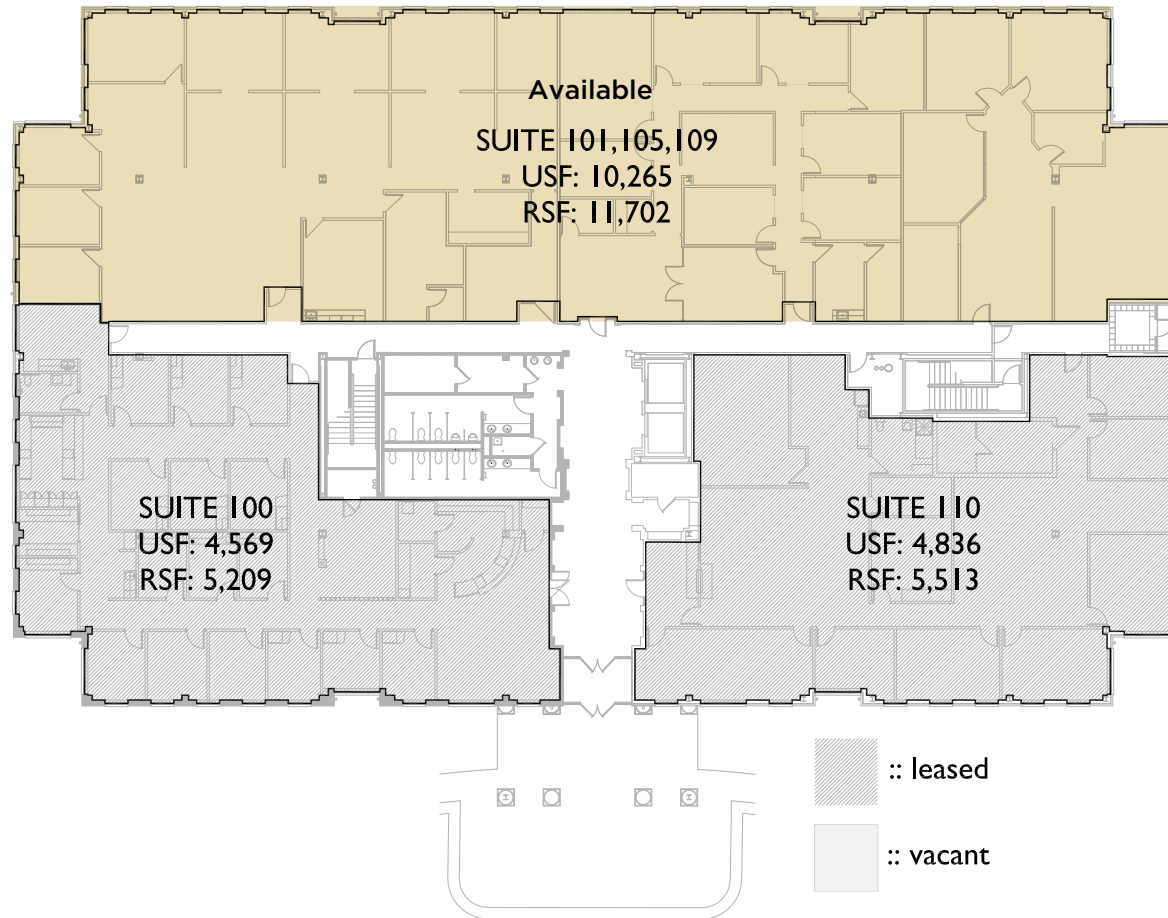 Available
SUITE 101,105,109
USF: 10,265
RSF: 11,702
SUITE 100
USF: 4,569
RSF: 5,209
SUITE 110
USF: 4,836
RSF: 5,513
:: leased
:: vacant